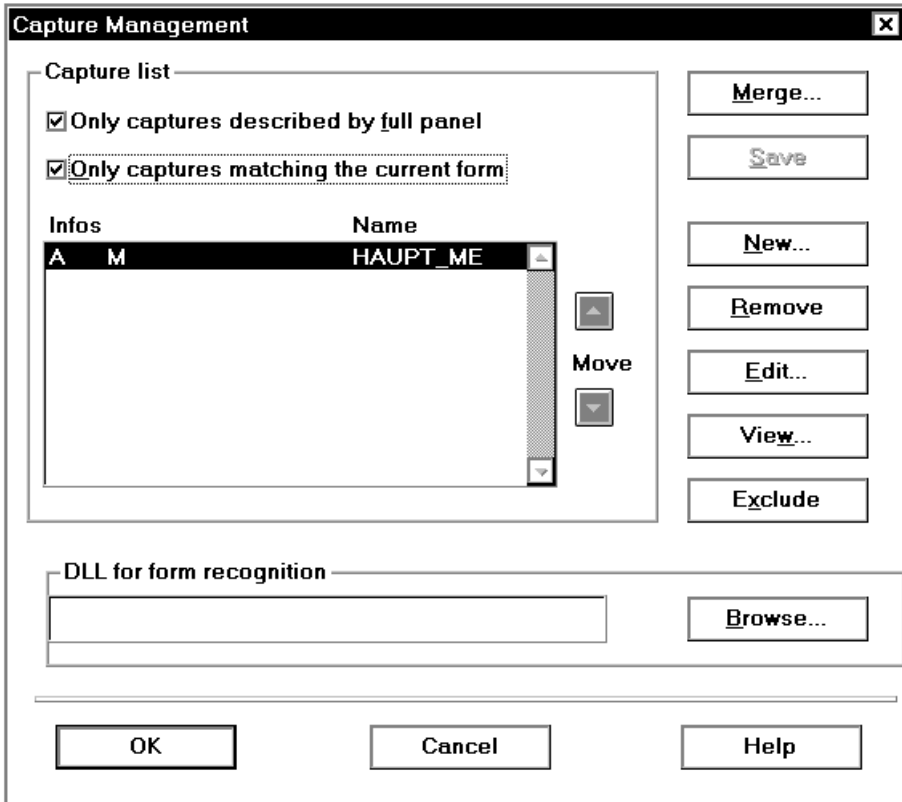 Capture Management
Capture list
Only captures described by full panel
Only captures matching the current form
Infos Name
A M HAUPT_ME
Move
Merge...
Save
New...
Remove
Edit...
View...
Exclude
DLL for form recognition
Browse...
OK Cancel Help